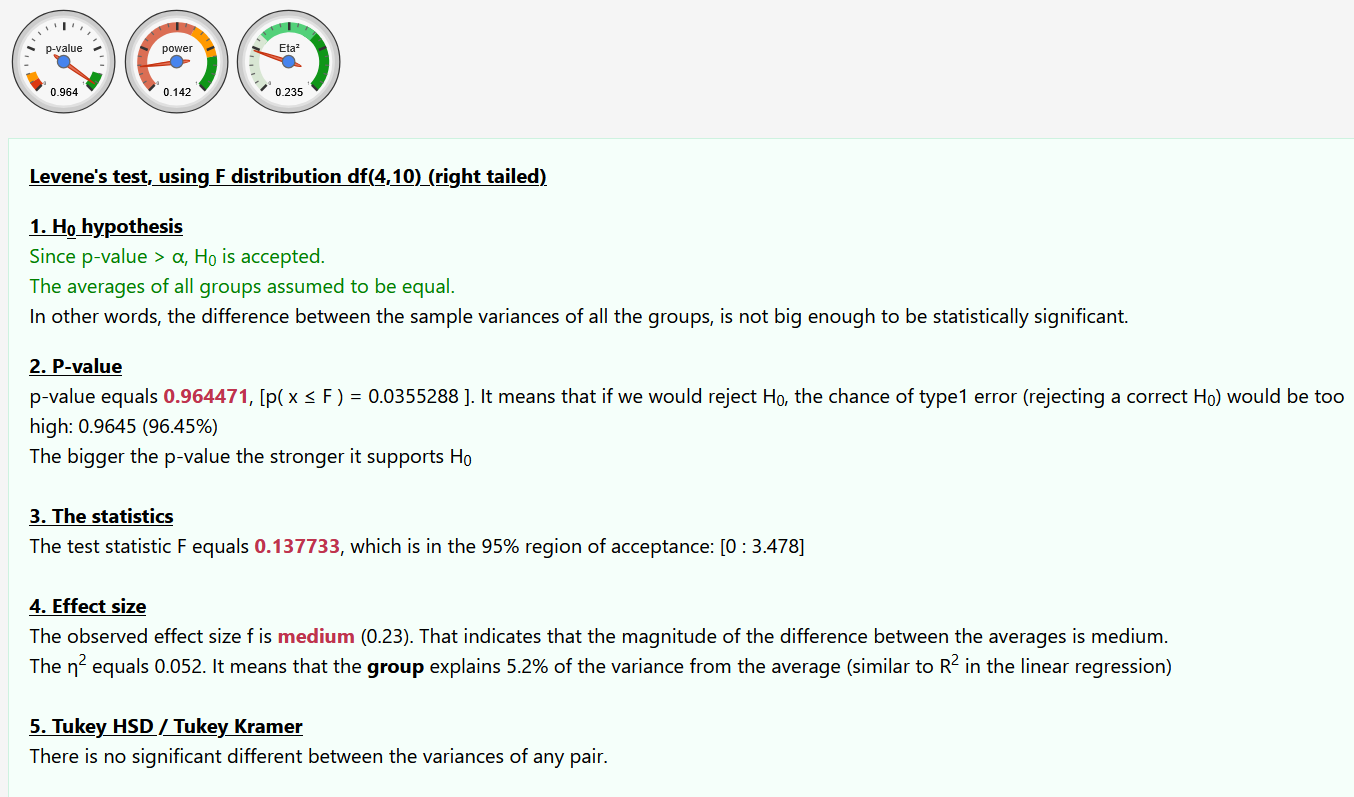 p-value
0.964
power
0.142
Eta²
0.235
Levene's test, using F distribution df(4,10) (right tailed)
1. H₀ hypothesis
Since p-value > α, H₀ is accepted.
The averages of all groups assumed to be equal.
In other words, the difference between the sample variances of all the groups, is not big enough to be statistically significant.
2. P-value
p-value equals 0.964471, [p( x ≤ F ) = 0.0355288 ]. It means that if we would reject H₀, the chance of type1 error (rejecting a correct H₀) would be too
high: 0.9645 (96.45%)
The bigger the p-value the stronger it supports H₀
3. The statistics
The test statistic F equals 0.137733, which is in the 95% region of acceptance: [0 : 3.478]
4. Effect size
The observed effect size f is medium (0.23). That indicates that the magnitude of the difference between the averages is medium.
The η² equals 0.052. It means that the group explains 5.2% of the variance from the average (similar to R² in the linear regression)
5. Tukey HSD / Tukey Kramer
There is no significant different between the variances of any pair.